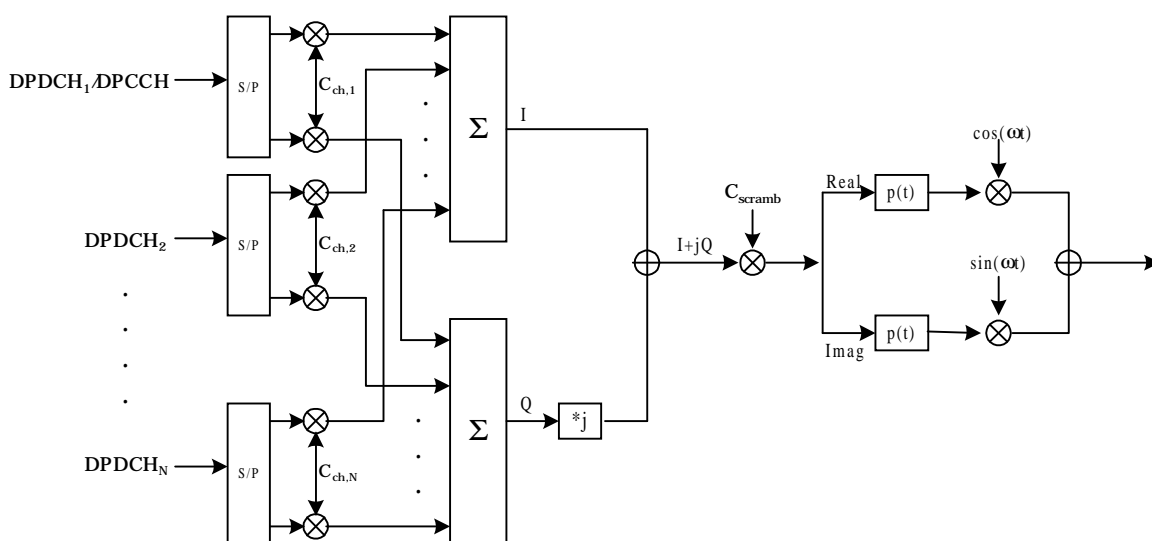 DPDCH1/DPCCH
S/P
Cch,1
Σ
I
DPDCH2
S/P
Cch,2
DPDCHN
S/P
Cch,N
Σ
Q
*j
I+jQ
Cscramb
Real
Imag
p(t)
p(t)
cos(ωt)
sin(ωt)